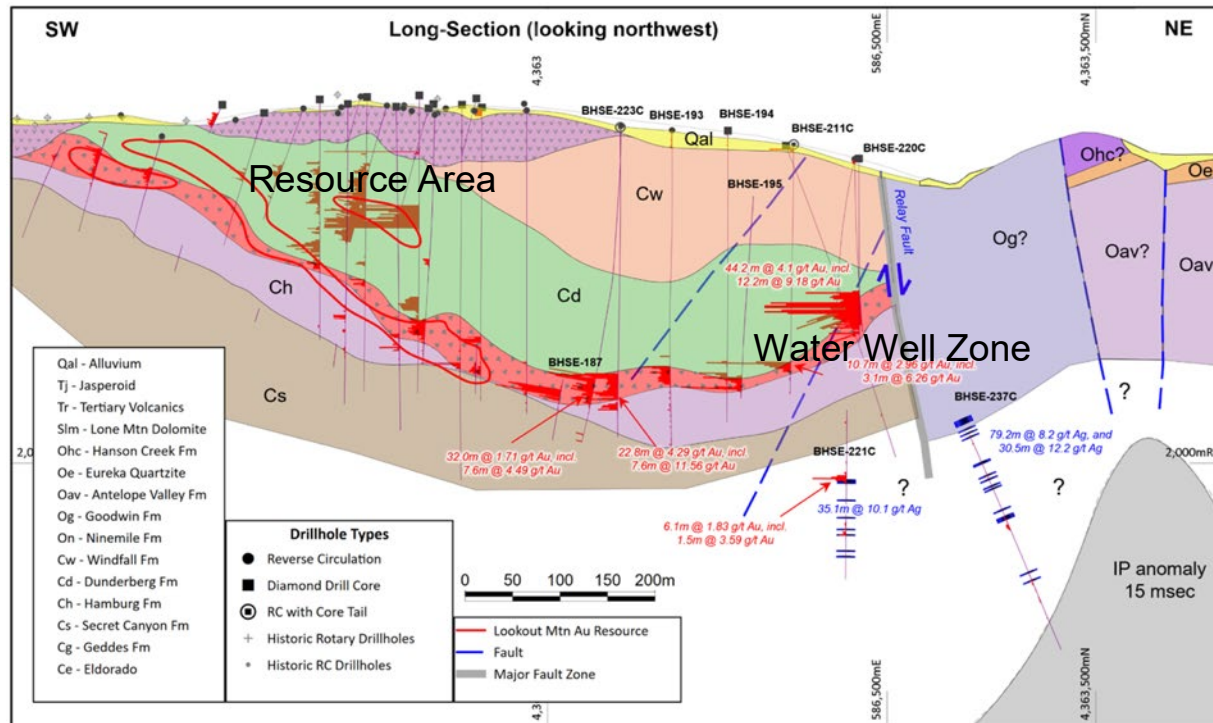 SW
Long-Section (looking northwest)
NE
4,363
586,500mE
4,363,500mN
BHSE-223C
BHSE-193
BHSE-194
BHSE-211C
BHSE-220C
Qal
BHSE-195
Resource Area
Cw
Relay Fault
Ohc?
Oe
Og?
Oav?
Oav
44.2 m @ 4.1 g/t Au, incl.
12.2m @ 9.18 g/t Au
Ch
Cd
Water Well Zone
BHSE-187
10.7m @ 2.96 g/t Au, incl.
3.1m @ 6.26 g/t Au
Cs
BHSE-237C
?
79.2m @ 8.2 g/t Ag, and
30.5m @ 12.2 g/t Ag
32.0m @ 1.71 g/t Au, incl.
7.6m @ 4.49 g/t Au
22.8m @ 4.29 g/t Au, incl.
7.6m @ 11.56 g/t Au
BHSE-221C
2,0
2,000mR
?
?
35.1m @ 10.1 g/t Ag
6.1m @ 1.83 g/t Au, incl.
1.5m @ 3.59 g/t Au
IP anomaly
15 msec
Qal - Alluvium
Tj - Jasperoid
Tr - Tertiary Volcanics
Slm - Lone Mtn Dolomite
Ohc - Hanson Creek Fm
Oe - Eureka Quartzite
Oav - Antelope Valley Fm
Og - Goodwin Fm
On - Ninemile Fm
Cw - Windfall Fm
Cd - Dunderberg Fm
Ch - Hamburg Fm
Cs - Secret Canyon Fm
Cg - Geddes Fm
Ce - Eldorado
Drillhole Types
Reverse Circulation
Diamond Drill Core
RC with Core Tail
Historic Rotary Drillholes
Historic RC Drillholes
0 50 100 150 200m
Lookout Mtn Au Resource
Fault
Major Fault Zone
4,3
586,500mE
4,363,500mN